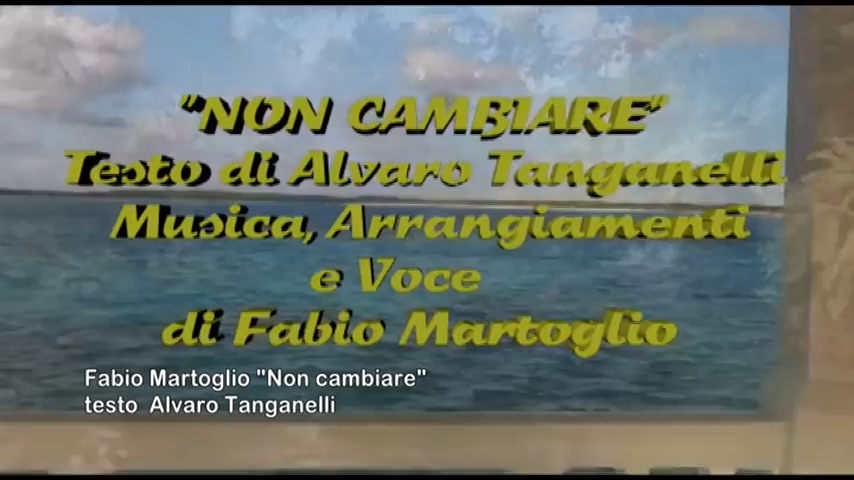 "NON CAMBIARE"
Testo di Alvaro Tanganelli
Musica, Arrangiamenti
e Voce
di Fabio Martoglio
Fabio Martoglio "Non cambiare"
testo Alvaro Tanganelli